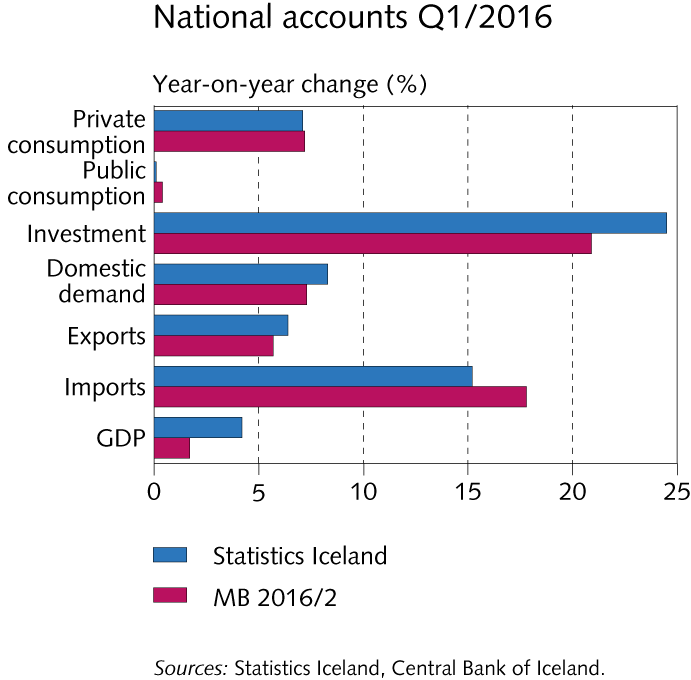 National accounts Q1/2016
Year-on-year change (%)
Private
consumption
Public
consumption
Investment
Domestic
demand
Exports
Imports
GDP
0 5 10 15 20 25
Statistics Iceland
MB 2016/2
Sources: Statistics Iceland, Central Bank of Iceland.